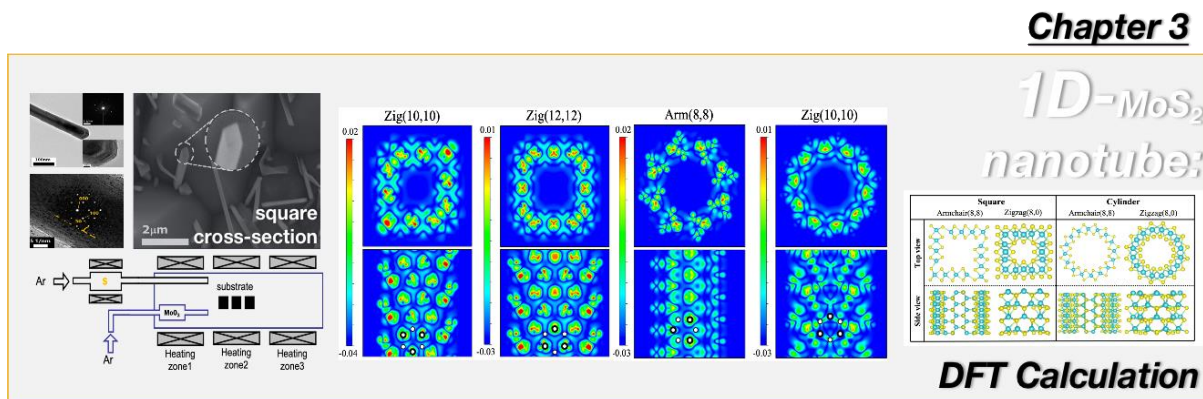 Chapter 3
1D-MoS2
nanotube:
square
cross-section
2μm
Ar
S
substrate
MoO3
Ar
Heating zone1
Heating zone2
Heating zone3
Zig(10,10)
Zig(12,12)
Arm(8,8)
Zig(10,10)
0.02
0.01
0.02
0.01
-0.04
-0.03
-0.03
-0.03
Square
Cylinder
Armchair(8,8)
Zigzag(8,0)
Armchair(8,8)
Zigzag(8,0)
Top view
Side view
DFT Calculation